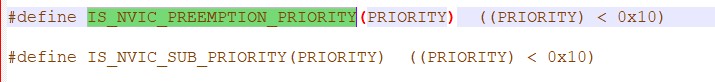 #define IS_NVIC_PREEMPTION_PRIORITY(PRIORITY)  ((PRIORITY) < 0x10)
#define IS_NVIC_SUB_PRIORITY(PRIORITY)  ((PRIORITY) < 0x10)